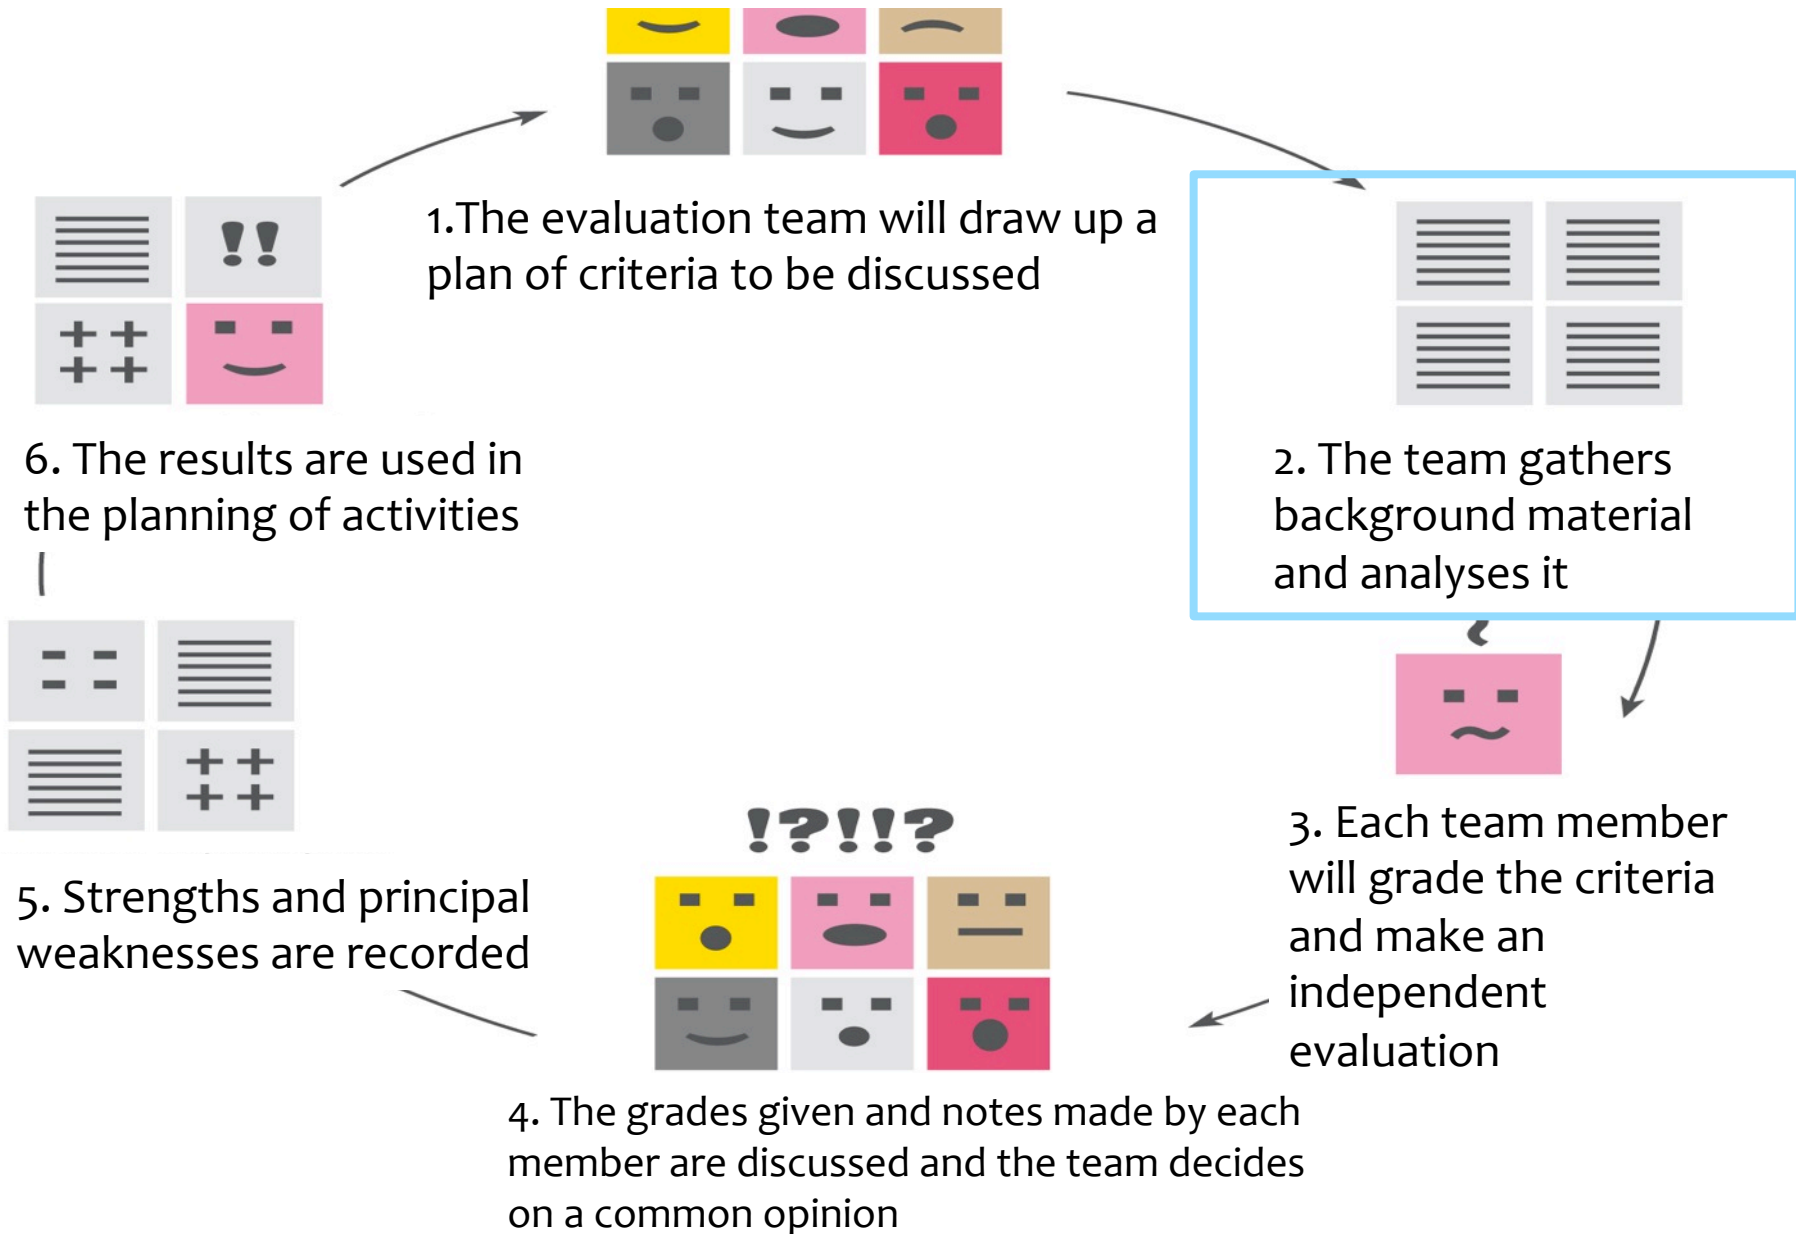 1.The evaluation team will draw up a
plan of criteria to be discussed
2. The team gathers
background material
and analyses it
?
3. Each team member
will grade the criteria
and make an
independent
evaluation
!?!!?
4. The grades given and notes made by each
member are discussed and the team decides
on a common opinion
5. Strengths and principal
weaknesses are recorded
!!
6. The results are used in
the planning of activities